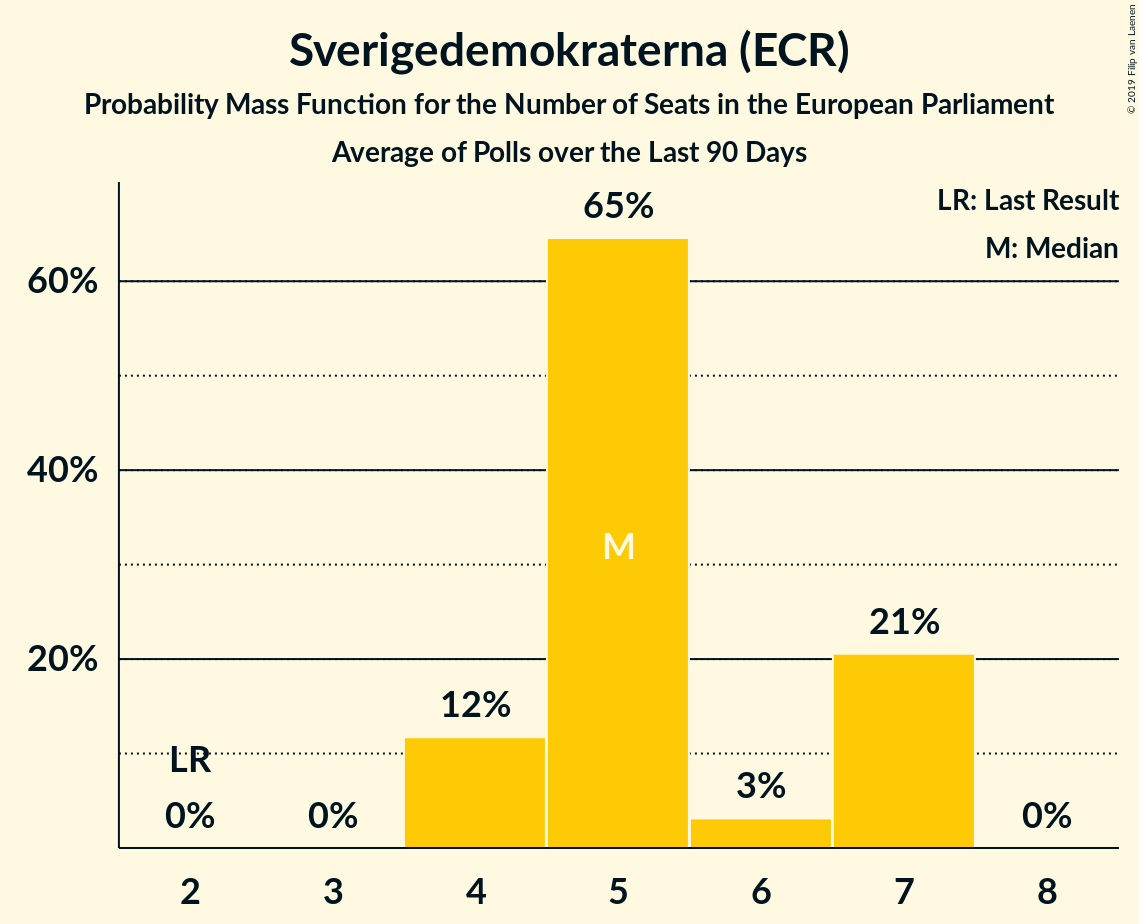 Sverigedemokraterna (ECR)
Probability Mass Function for the Number of Seats in the European Parliament
Average of Polls over the Last 90 Days
© 2019 Filip van Laenen
LR: Last Result
M: Median
65%
60%
40%
M
21%
20%
12%
LR
3%
0%
0%
0%
2 3 4 5 6 7 8